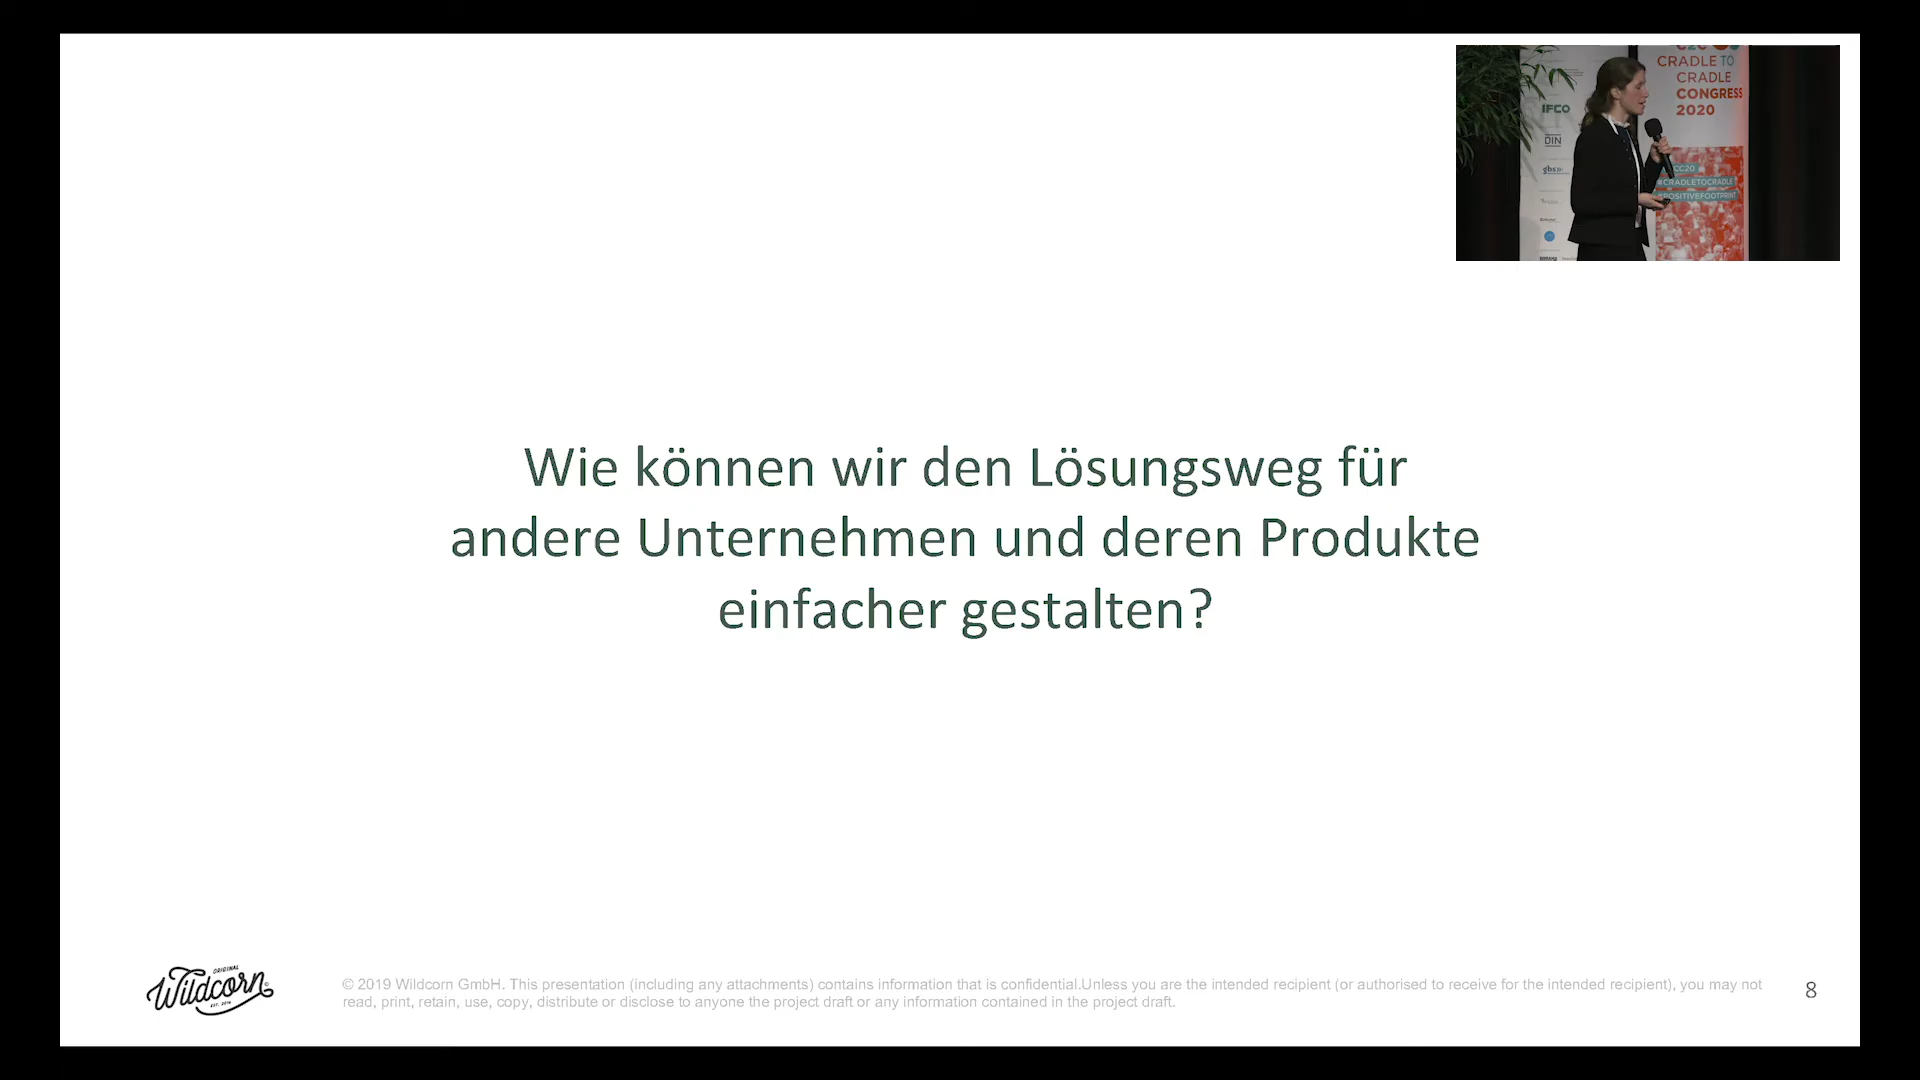 CRADLE TO
CRADLE
CONGRESS
2020
IFCO
DIN
#CRADLETOCRADLE
#POSITIVEFOOTPRINT
Wie können wir den Lösungsweg für
andere Unternehmen und deren Produkte
einfacher gestalten?
ORIGINAL
Wildcorn
© 2019 Wildcorn GmbH. This presentation (including any attachments) contains information that is confidential.Unless you are the intended recipient (or authorised to receive for the intended recipient), you may not
read, print, retain, use, copy, distribute or disclose to anyone the project draft or any information contained in the project draft.
8